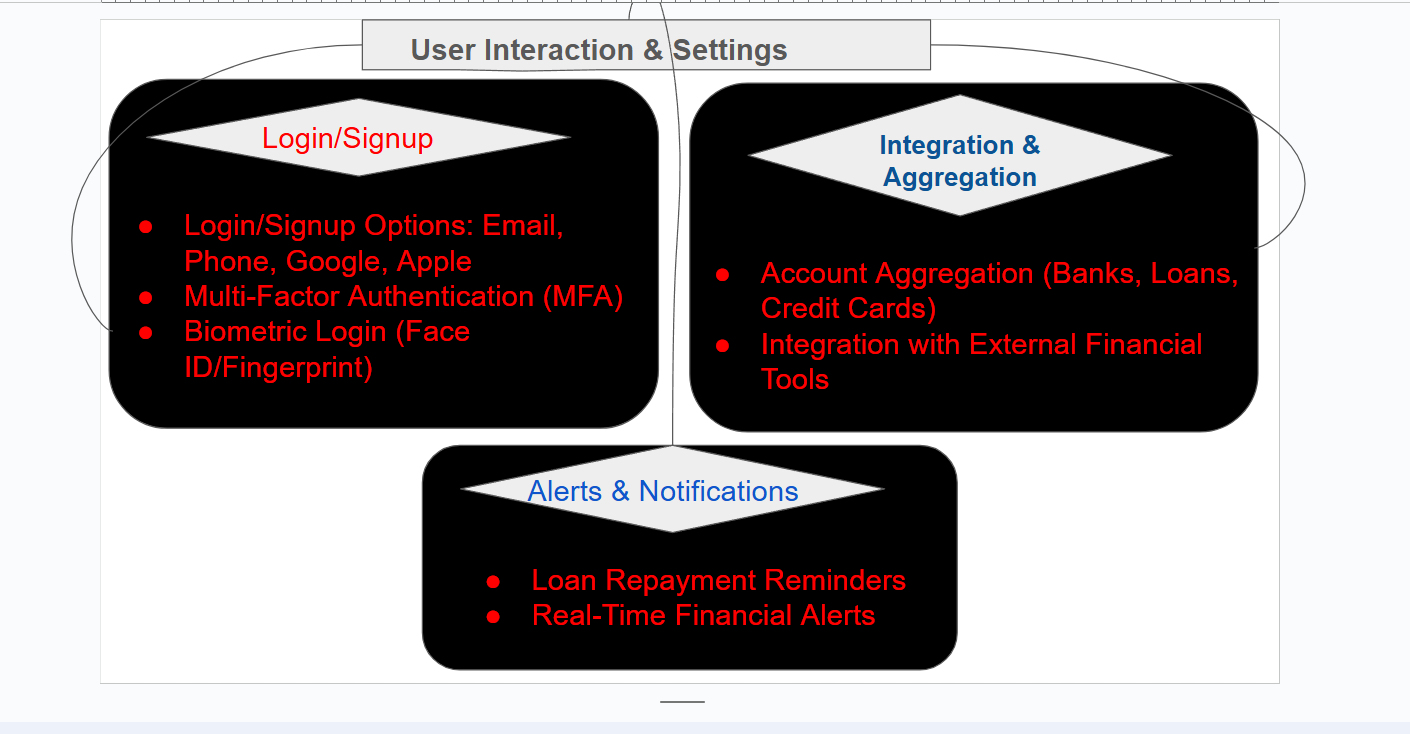 User Interaction & Settings
Login/Signup
● Login/Signup Options: Email,
Phone, Google, Apple
● Multi-Factor Authentication (MFA)
● Biometric Login (Face
ID/Fingerprint)
Integration &
Aggregation
● Account Aggregation (Banks, Loans,
Credit Cards)
● Integration with External Financial
Tools
Alerts & Notifications
● Loan Repayment Reminders
● Real-Time Financial Alerts